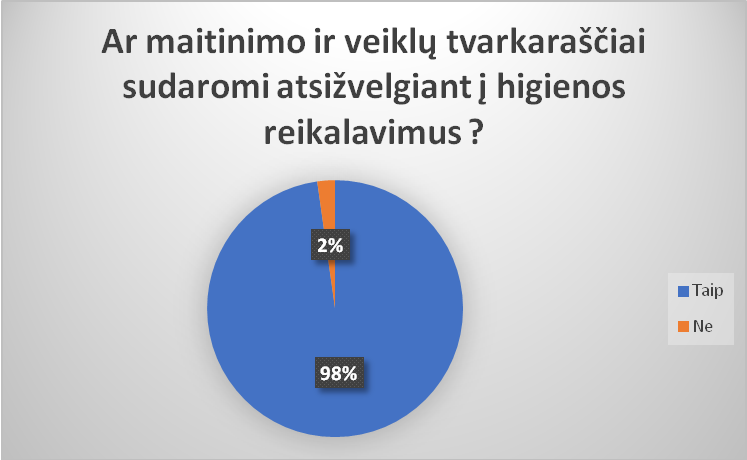 Ar maitinimo ir veiklų tvarkaraščiai
sudaromi atsižvelgiant į higienos
reikalavimus ?
2%
98%
Taip
Ne